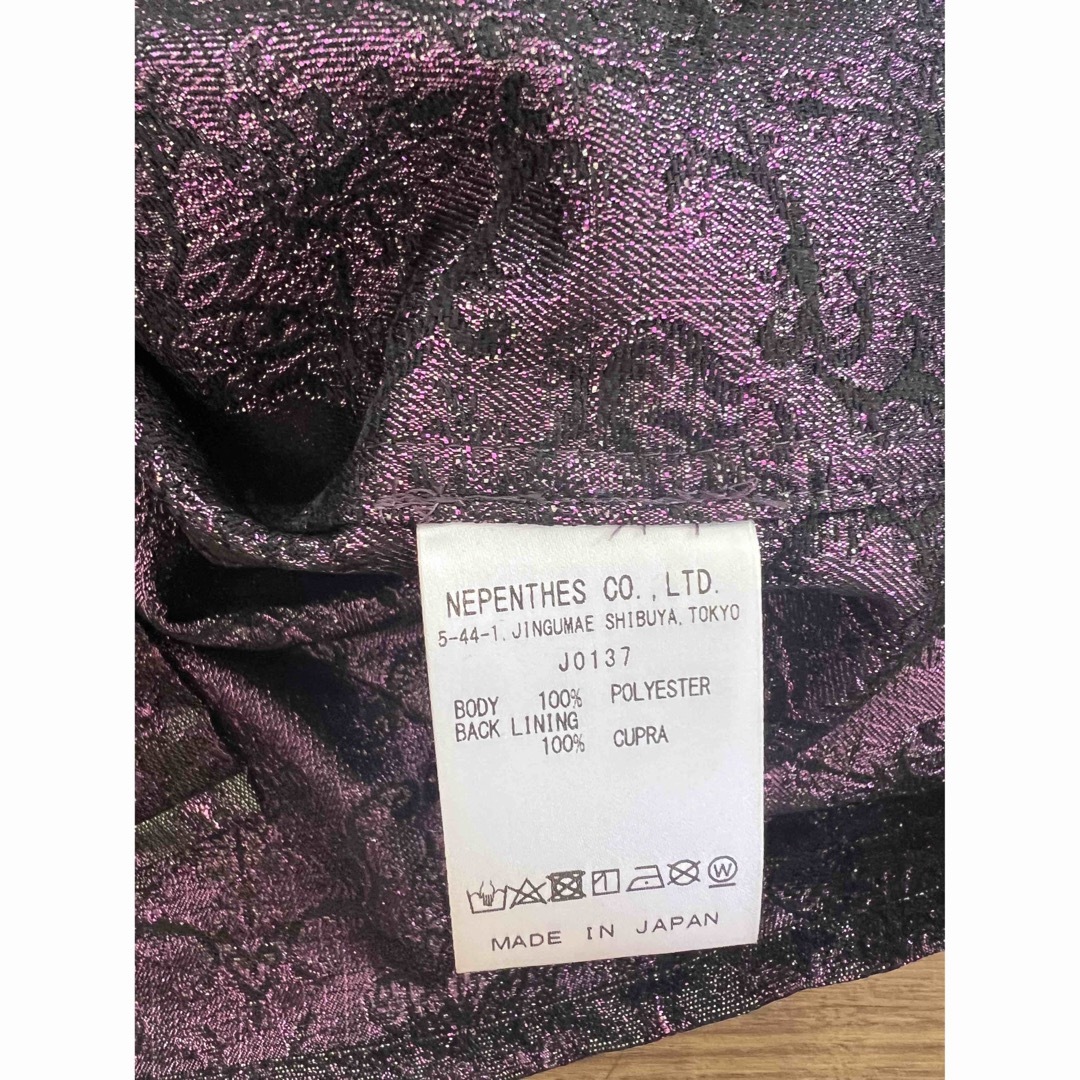 NEPENTHES CO.,LTD.
5-44-1, JINGUMAE SHIBUYA, TOKYO
J0137
BODY 100% POLYESTER
BACK LINING
100% CUPRA
W
MADE IN JAPAN